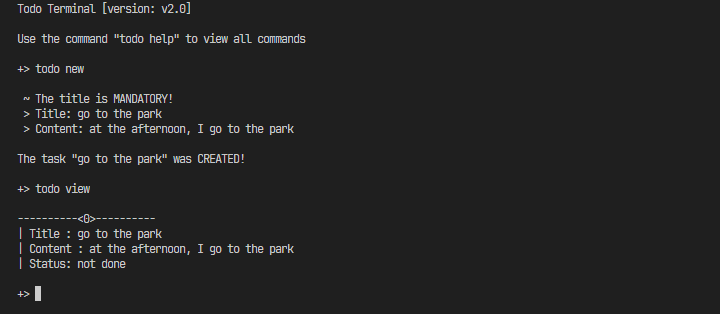 Todo Terminal [version: v2.0]
Use the command "todo help" to view all commands
+> todo new
~ The title is MANDATORY!
> Title: go to the park
> Content: at the afternoon, I go to the park
The task "go to the park" was CREATED!
+> todo view
----------<0>----------
| Title : go to the park
| Content : at the afternoon, I go to the park
| Status: not done
+>